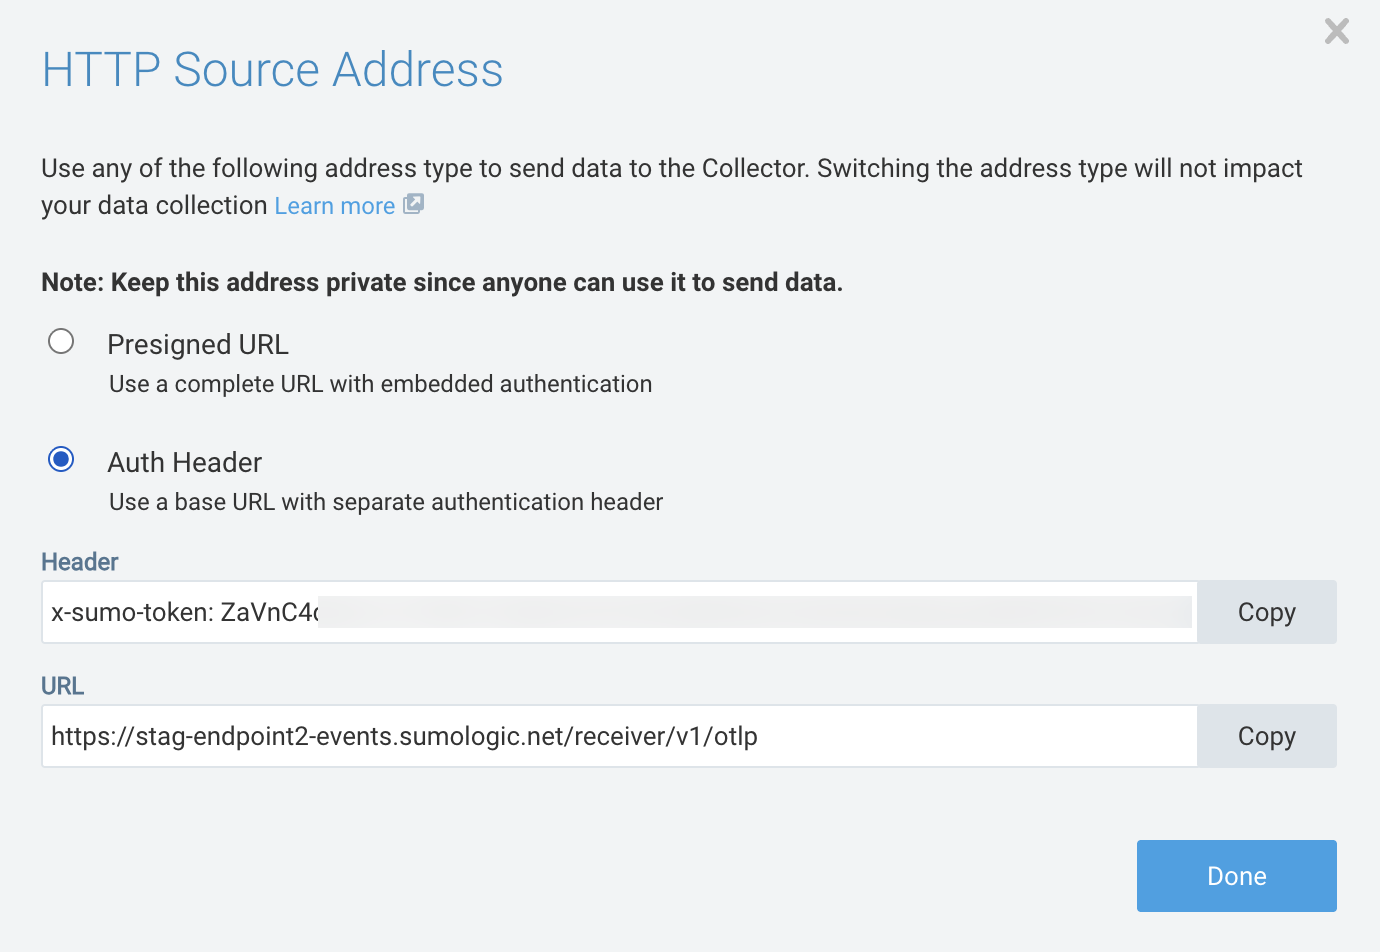 HTTP Source Address
Use any of the following address type to send data to the Collector. Switching the address type will not impact
your data collection Learn more
Note: Keep this address private since anyone can use it to send data.
Presigned URL
Use a complete URL with embedded authentication
Auth Header
Use a base URL with separate authentication header
Header
x-sumo-token: ZaVnC4
Copy
URL
https://stag-endpoint2-events.sumologic.net/receiver/v1/otlp
Copy
Done